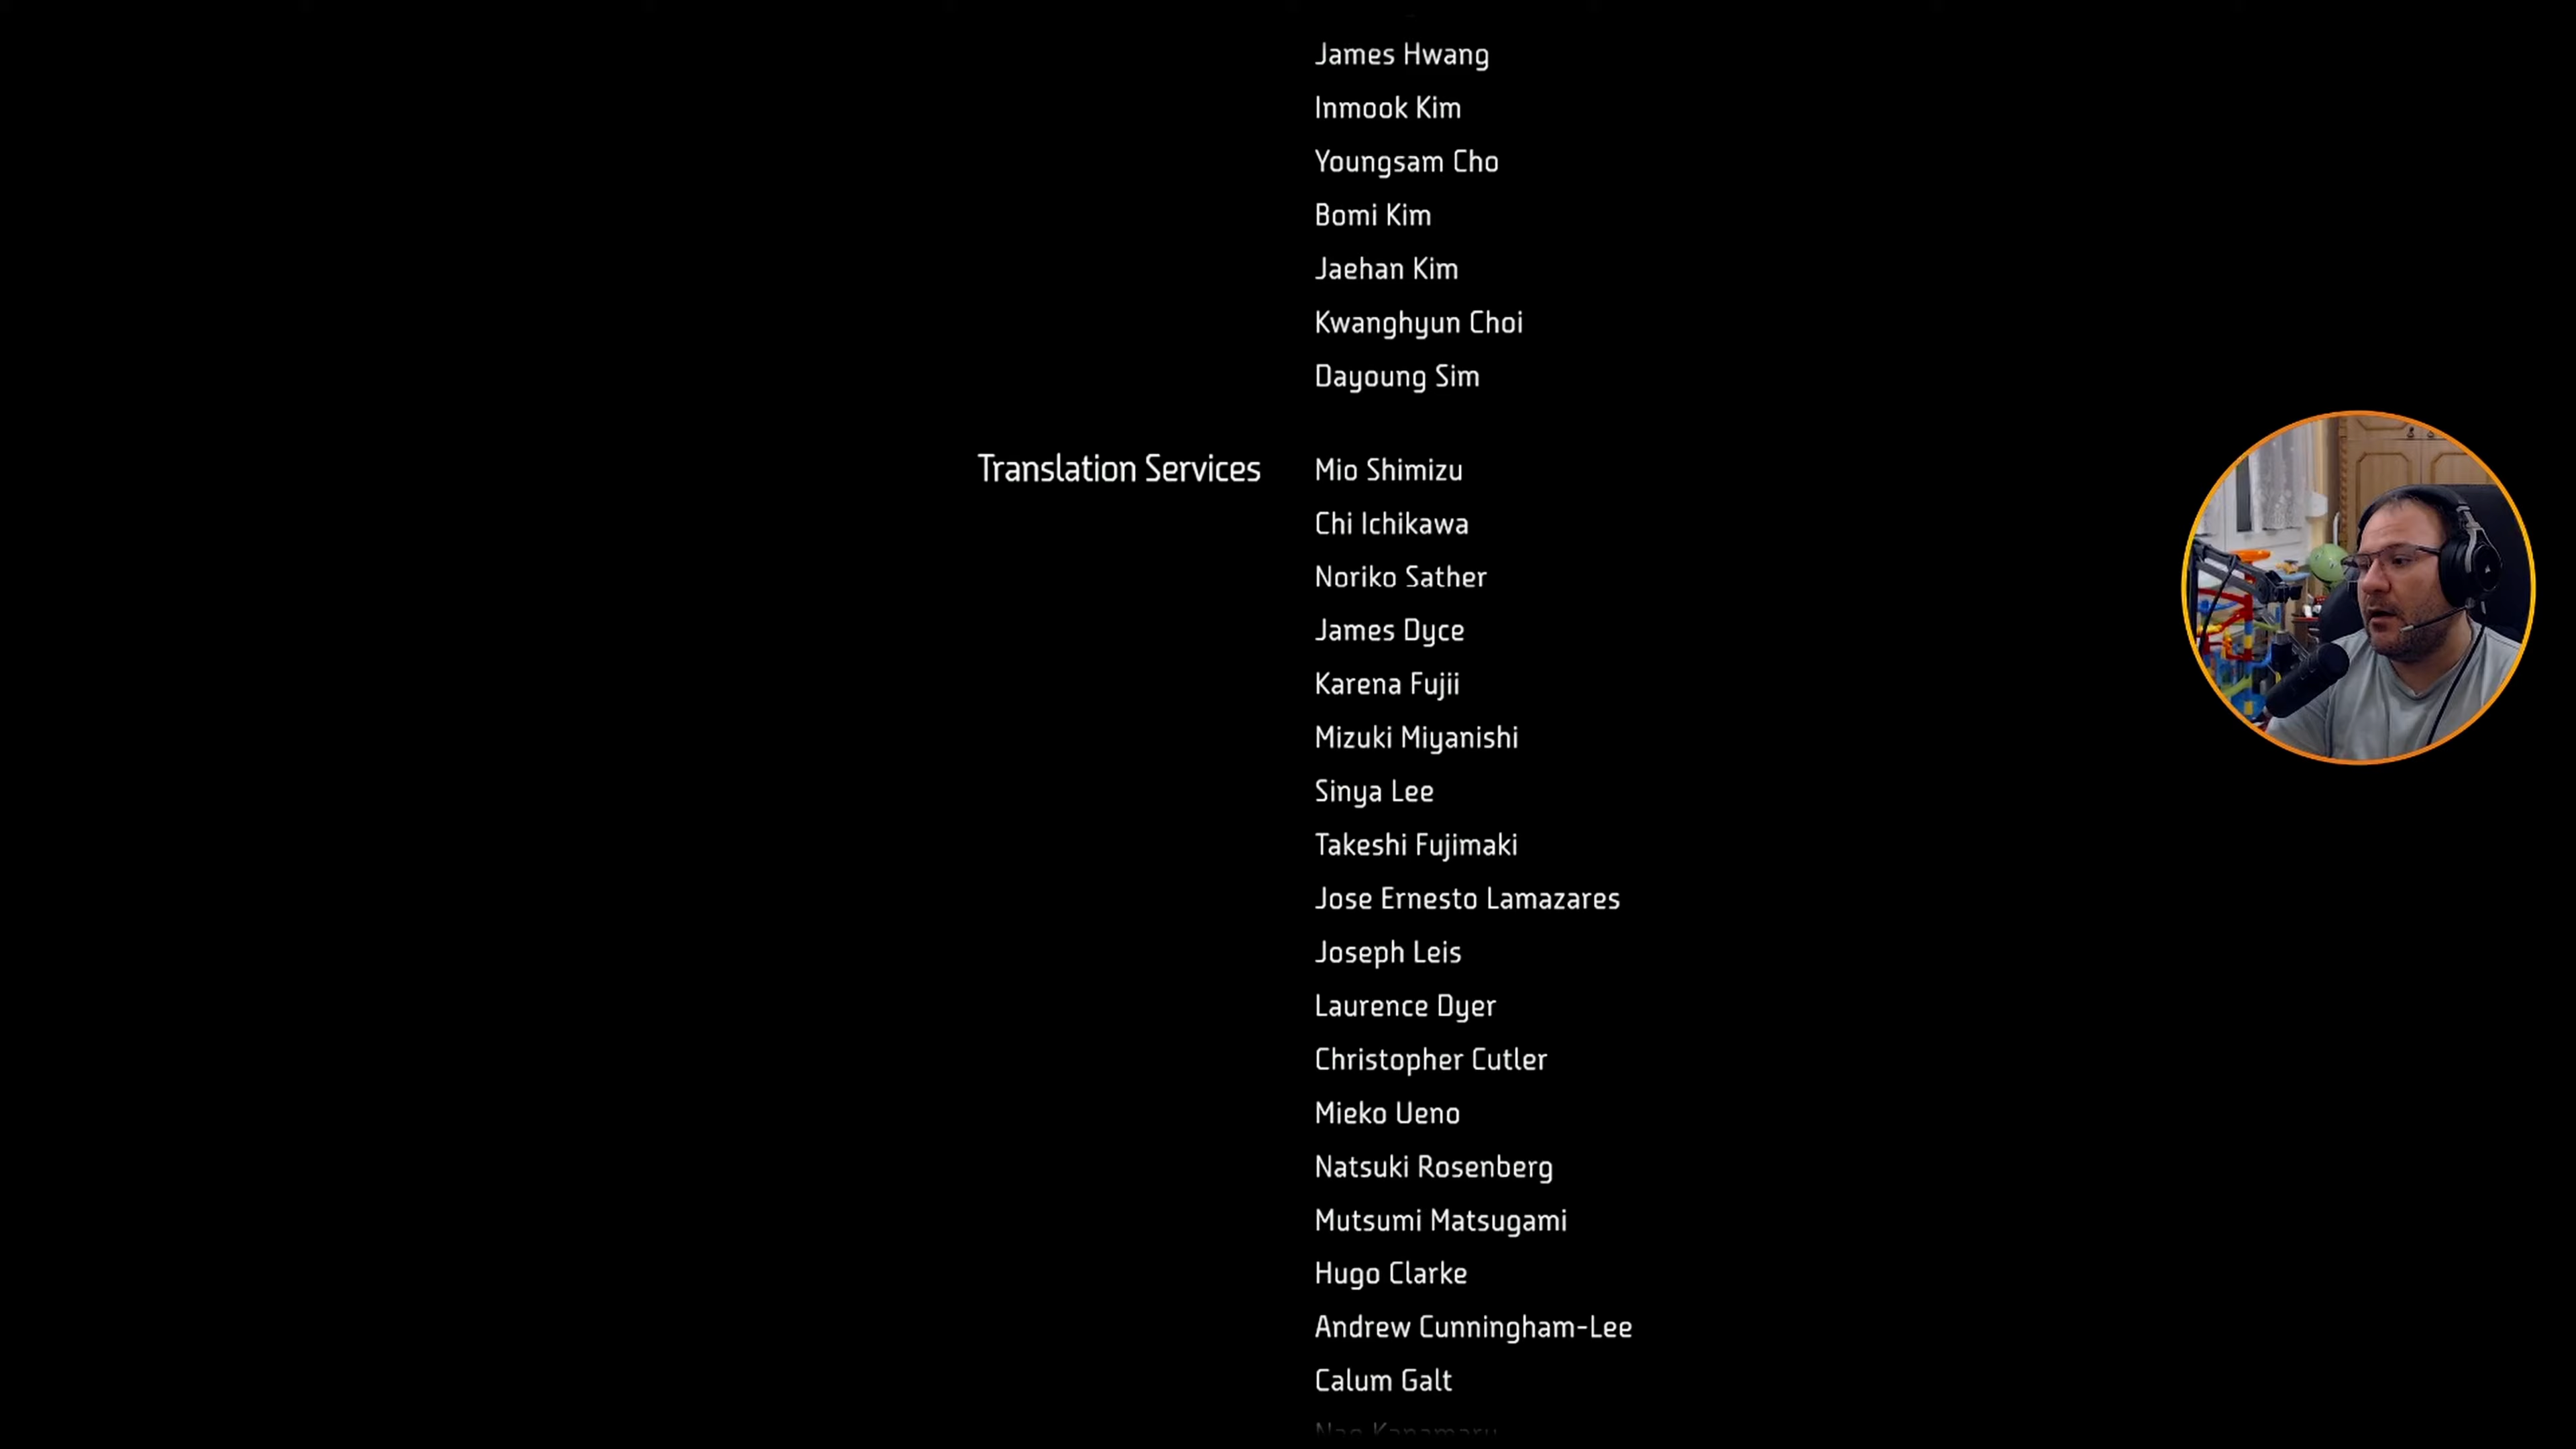 James Hwang
Inmook Kim
Youngsam Cho
Bomi Kim
Jaehan Kim
Kwanghyun Choi
Dayoung Sim
Translation Services
Mio Shimizu
Chi Ichikawa
Noriko Sather
James Dyce
Karena Fujii
Mizuki Miyanishi
Sinya Lee
Takeshi Fujimaki
Jose Ernesto Lamazares
Joseph Leis
Laurence Dyer
Christopher Cutler
Mieko Ueno
Natsuki Rosenberg
Mutsumi Matsugami
Hugo Clarke
Andrew Cunningham-Lee
Calum Galt